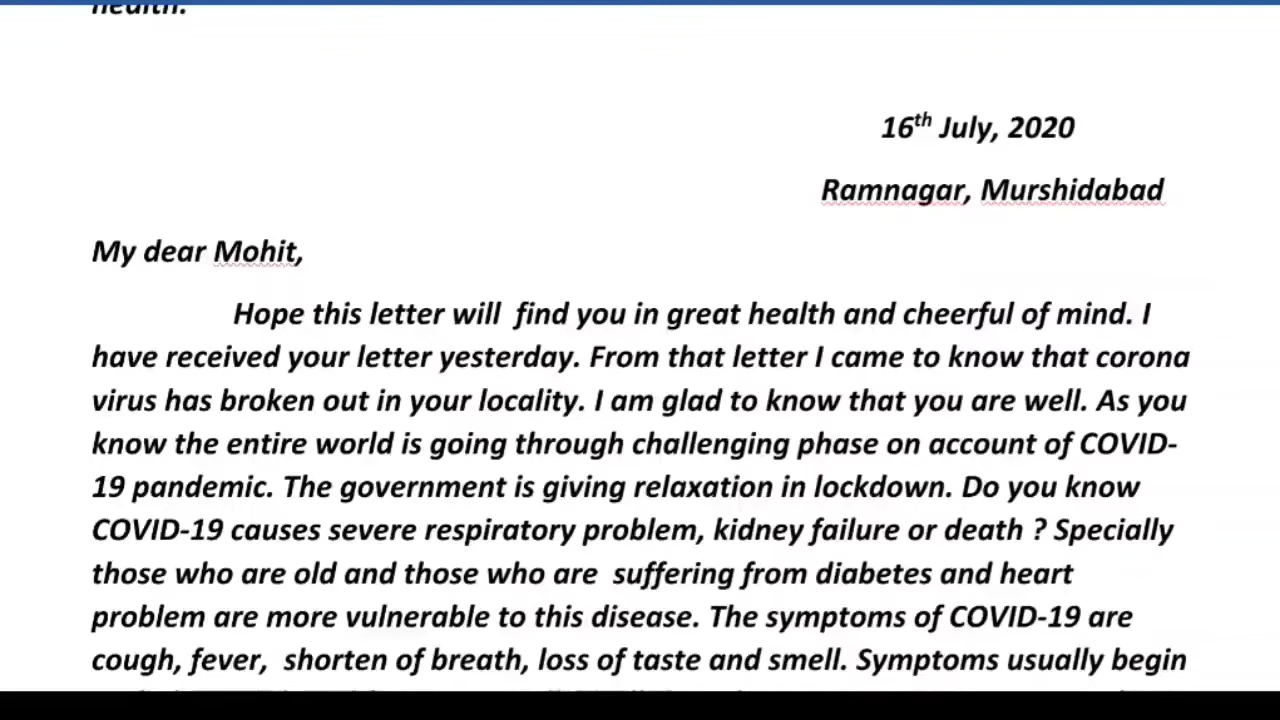 health.
16th July, 2020
Ramnagar, Murshidabad
My dear Mohit,
Hope this letter will find you in great health and cheerful of mind. I
have received your letter yesterday. From that letter I came to know that corona
virus has broken out in your locality. I am glad to know that you are well. As you
know the entire world is going through challenging phase on account of COVID-
19 pandemic. The government is giving relaxation in lockdown. Do you know
COVID-19 causes severe respiratory problem, kidney failure or death ? Specially
those who are old and those who are suffering from diabetes and heart
problem are more vulnerable to this disease. The symptoms of COVID-19 are
cough, fever, shorten of breath, loss of taste and smell. Symptoms usually begin